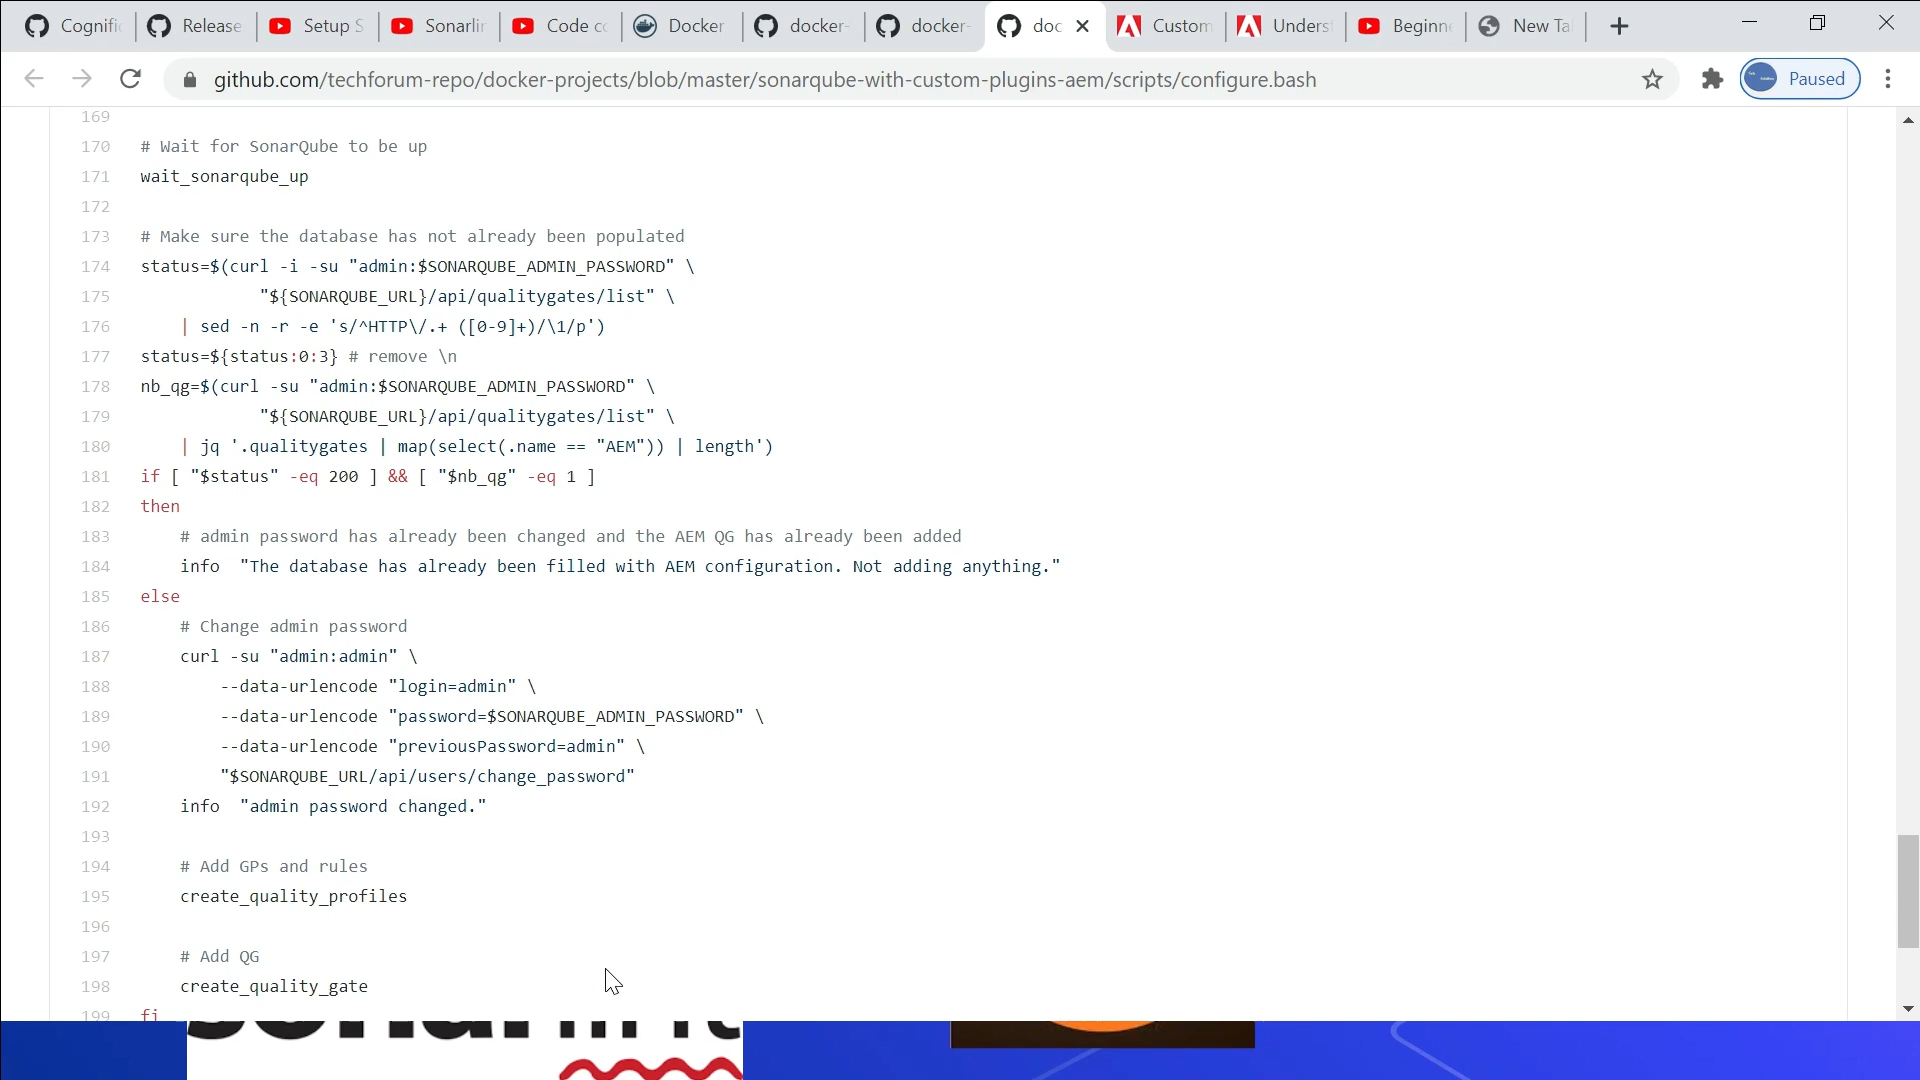 Cognifi
Release
Setup S
Sonarlin
Code co
Docker
docker-
docker-
doc
Custom
Underst
Beginne
New Ta
github.com/techforum-repo/docker-projects/blob/master/sonarqube-with-custom-plugins-aem/scripts/configure.bash
Paused
169
170 # Wait for SonarQube to be up
171 wait_sonarqube_up
172
173 # Make sure the database has not already been populated
174 status=$(curl -i -su "admin:$SONARQUBE_ADMIN_PASSWORD" \
175 "${SONARQUBE_URL}/api/qualitygates/list" \
176 | sed -n -r -e 's/^HTTP\/.+ ([0-9]+)/\1/p')
177 status=${status:0:3} # remove \n
178 nb_qg=$(curl -su "admin:$SONARQUBE_ADMIN_PASSWORD" \
179 "${SONARQUBE_URL}/api/qualitygates/list" \
180 | jq '.qualitygates | map(select(.name == "AEM")) | length')
181 if [ "$status" -eq 200 ] && [ "$nb_qg" -eq 1 ]
182 then
183 # admin password has already been changed and the AEM QG has already been added
184 info "The database has already been filled with AEM configuration. Not adding anything."
185 else
186 # Change admin password
187 curl -su "admin:admin" \
188 --data-urlencode "login=admin" \
189 --data-urlencode "password=$SONARQUBE_ADMIN_PASSWORD" \
190 --data-urlencode "previousPassword=admin" \
191 "$SONARQUBE_URL/api/users/change_password"
192 info "admin password changed."
193
194 # Add GPs and rules
195 create_quality_profiles
196
197 # Add QG
198 create_quality_gate
199 fi